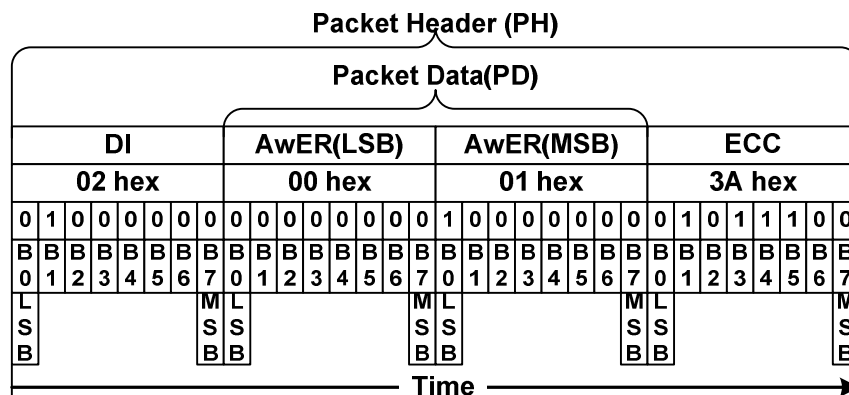 Packet Header (PH)
Packet Data(PD)
DI AwER(LSB) AwER(MSB) ECC
02 hex 00 hex 01 hex 3A hex
0 1 0 0 0 0 0 0 0 0 0 0 0 0 0 0 1 0 0 0 0 0 0 0 0 1 0 1 1 1 0 0
B B B B B B B B B B B B B B B B B B B B B B B B B B B B B B B B
0 1 2 3 4 5 6 7 0 1 2 3 4 5 6 7 0 1 2 3 4 5 6 7 0 1 2 3 4 5 6 7
L M L M L M L M
S S S S S S S S
B B B B B B B B
Time